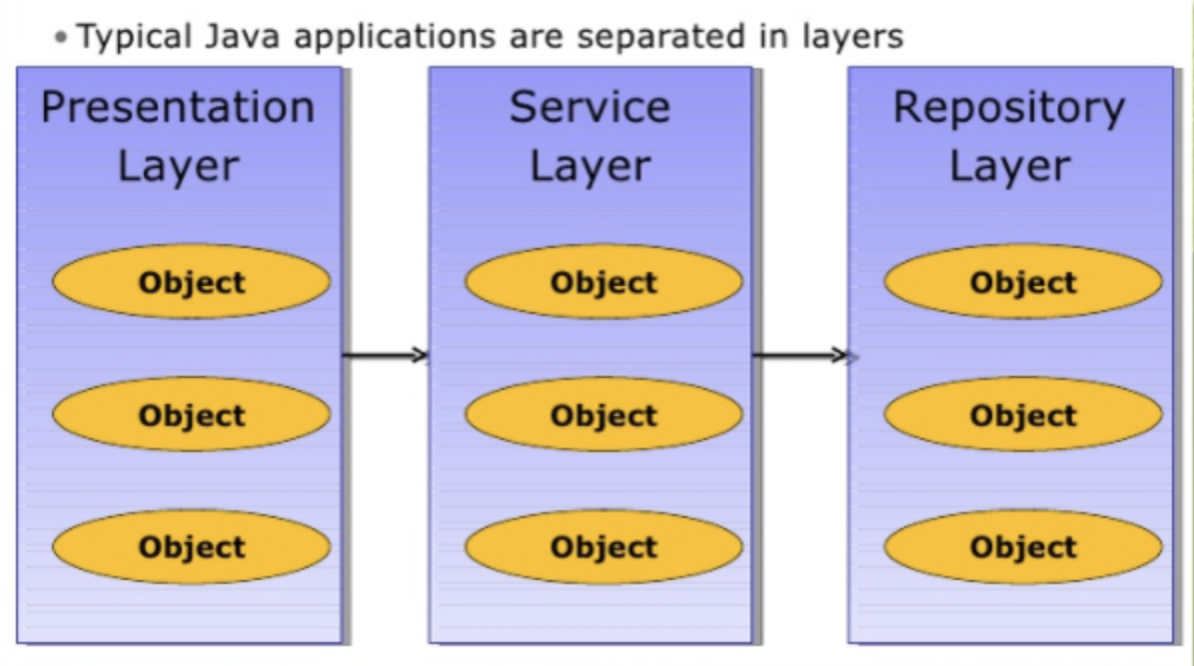 • Typical Java applications are separated in layers
Presentation
Layer
Object
Object
Object
Service
Layer
Object
Object
Object
Repository
Layer
Object
Object
Object